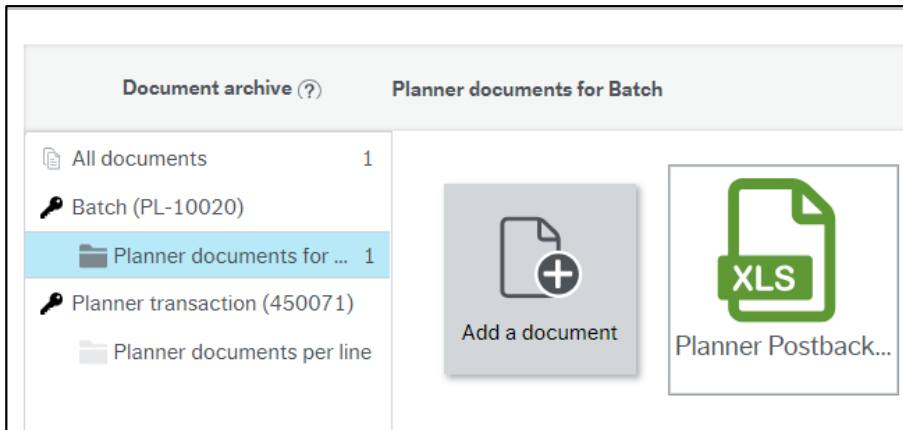 Document archive (?)
Planner documents for Batch
All documents 1
Batch (PL-10020)
Planner documents for ... 1
Planner transaction (450071)
Planner documents per line
Add a document
XLS
Planner Postback...